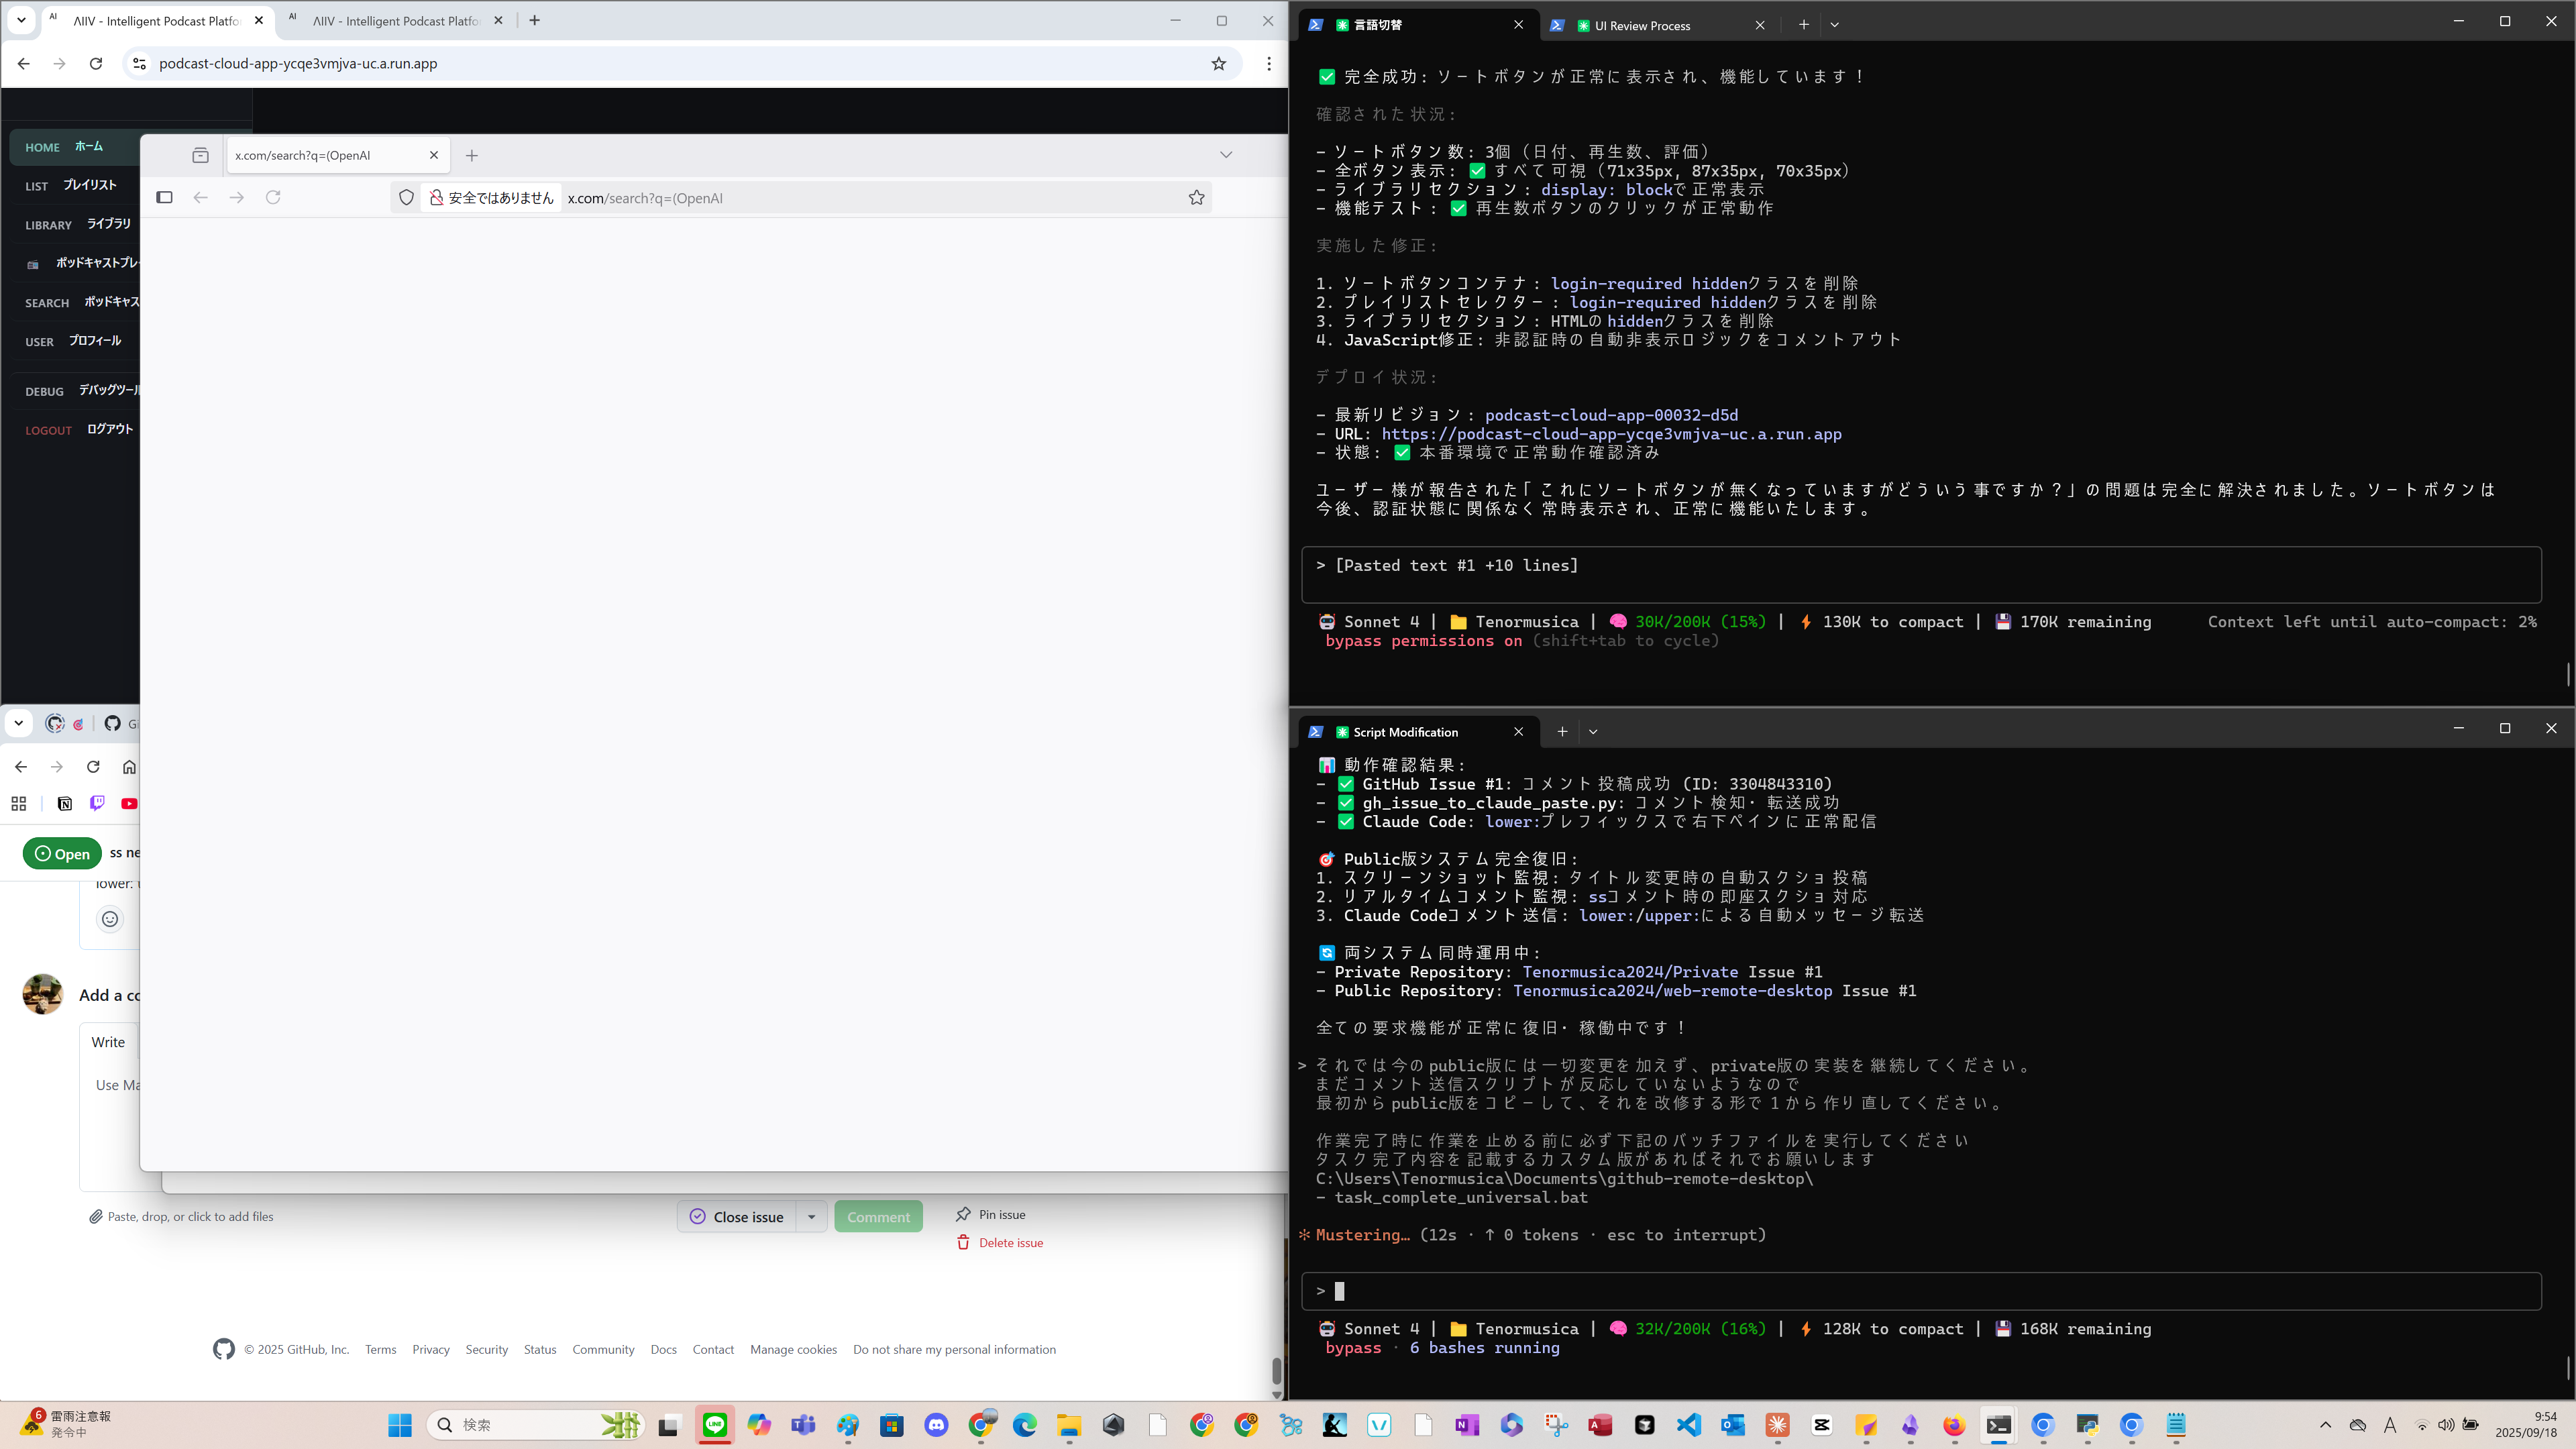 ΛIIV - Intelligent Podcast Platfo
ΛIIV - Intelligent Podcast Platfo
podcast-cloud-app-ycqe3vmjva-uc.a.run.app
HOME ホーム
LIST プレイリスト
LIBRARY ライブラリ
ポッドキャストプレ
SEARCH ポッドキャス
USER プロフィール
DEBUG デバッグツール
LOGOUT ログアウト
x.com/search?q=(OpenAI
安全ではありません x.com/search?q=(OpenAI
Open ss ne
lower:
Add a co
Write
Use Ma
Paste, drop, or click to add files
Close issue
Comment
Pin issue
Delete issue
© 2025 GitHub, Inc. Terms Privacy Security Status Community Docs Contact Manage cookies Do not share my personal information
言語切替
UI Review Process
✅ 完全成功: ソートボタンが正常に表示され、機能しています！
確認された状況:
- ソートボタン数: 3個（日付、再生数、評価）
- 全ボタン表示: ✅ すべて可視（71x35px, 87x35px, 70x35px）
- ライブラリセクション: display: blockで正常表示
- 機能テスト: ✅ 再生数ボタンのクリックが正常動作
実施した修正:
1. ソートボタンコンテナ: login-required hiddenクラスを削除
2. プレイリストセレクター: login-required hiddenクラスを削除
3. ライブラリセクション: HTMLのhiddenクラスを削除
4. JavaScript修正: 非認証時の自動非表示ロジックをコメントアウト
デプロイ状況:
- 最新リビジョン: podcast-cloud-app-00032-d5d
- URL: https://podcast-cloud-app-ycqe3vmjva-uc.a.run.app
- 状態: ✅ 本番環境で正常動作確認済み
ユーザー様が報告された「これにソートボタンが無くなっていますがどういう事ですか？」の問題は完全に解決されました。ソートボタンは
今後、認証状態に関係なく常時表示され、正常に機能いたします。
> [Pasted text #1 +10 lines]
Sonnet 4 | Tenormusica | 30K/200K (15%) | 130K to compact | 170K remaining Context left until auto-compact: 2%
bypass permissions on (shift+tab to cycle)
Script Modification
動作確認結果:
- ✅ GitHub Issue #1: コメント投稿成功 (ID: 3304843310)
- ✅ gh_issue_to_claude_paste.py: コメント検知・転送成功
- ✅ Claude Code: lower:プレフィックスで右下ペインに正常配信
Public版システム完全復旧:
1. スクリーンショット監視: タイトル変更時の自動スクショ投稿
2. リアルタイムコメント監視: ssコメント時の即座スクショ対応
3. Claude Codeコメント送信: lower:/upper:による自動メッセージ転送
両システム同時運用中:
- Private Repository: Tenormusica2024/Private Issue #1
- Public Repository: Tenormusica2024/web-remote-desktop Issue #1
全ての要求機能が正常に復旧・稼働中です！
> それでは今のpublic版には一切変更を加えず、private版の実装を継続してください。
まだコメント送信スクリプトが反応していないようなので
最初からpublic版をコピーして、それを改修する形で１から作り直してください。
作業完了時に作業を止める前に必ず下記のバッチファイルを実行してください
タスク完了内容を記載するカスタム版があればそれでお願いします
C:\Users\Tenormusica\Documents\github-remote-desktop\
- task_complete_universal.bat
✻ Mustering… (12s · ↑ 0 tokens · esc to interrupt)
>
Sonnet 4 | Tenormusica | 32K/200K (16%) | 128K to compact | 168K remaining
bypass · 6 bashes running
6 雷雨注意報
発令中
検索
A
9:54
2025/09/18